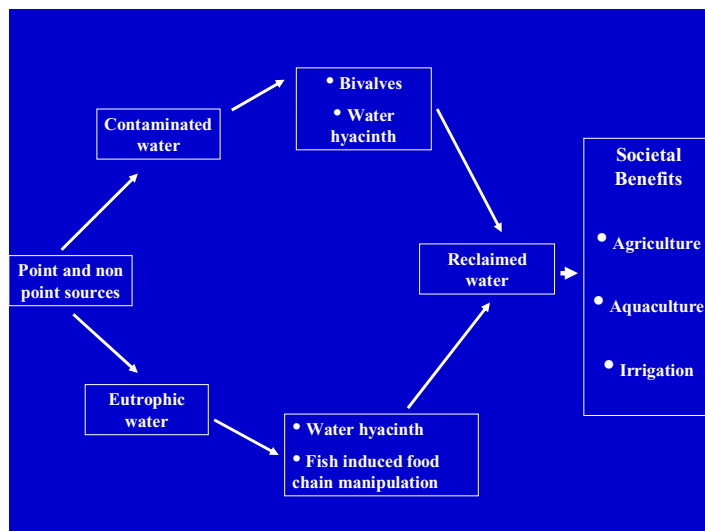 • Bivalves
• Water
hyacinth
Contaminated
water
Societal
Benefits
• Agriculture
• Aquaculture
• Irrigation
Point and non
point sources
Reclaimed
water
Eutrophic
water
• Water hyacinth
• Fish induced food
chain manipulation